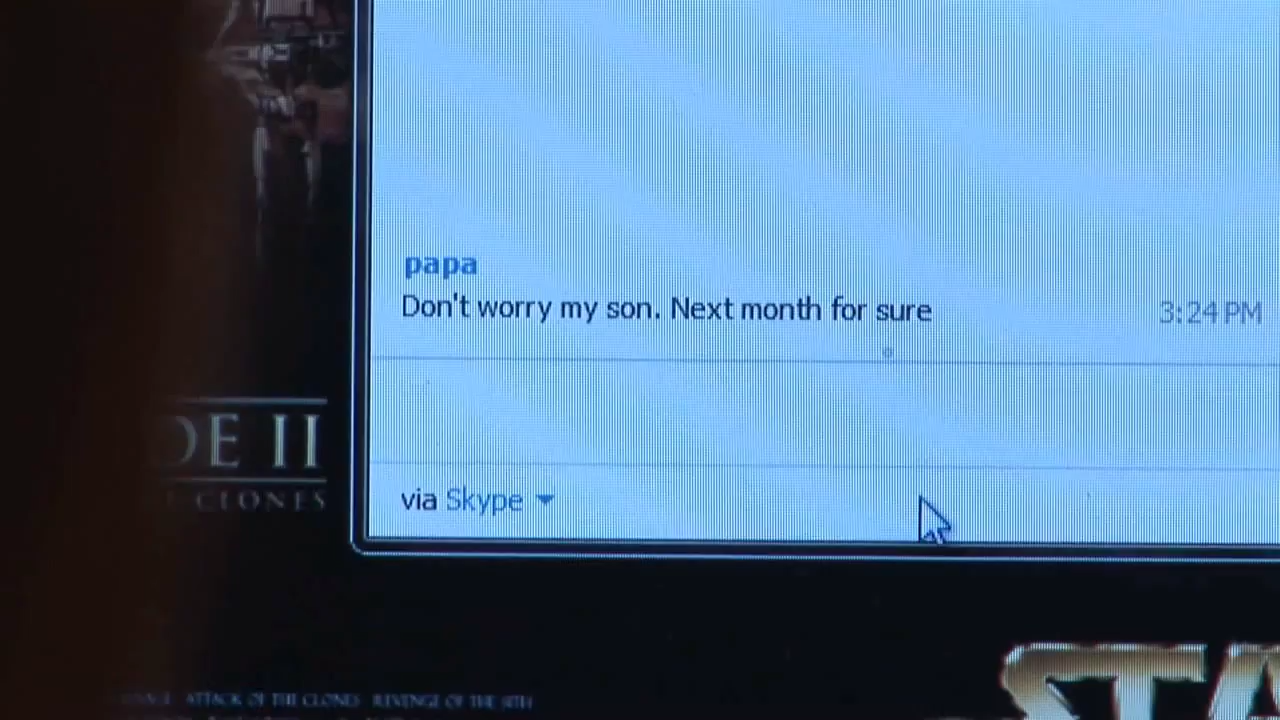 papa
Don't worry my son. Next month for sure
3:24 PM
DE II
CLONES
via Skype
STA
ATTACK OF THE CLONES REVENGE OF THE SITH